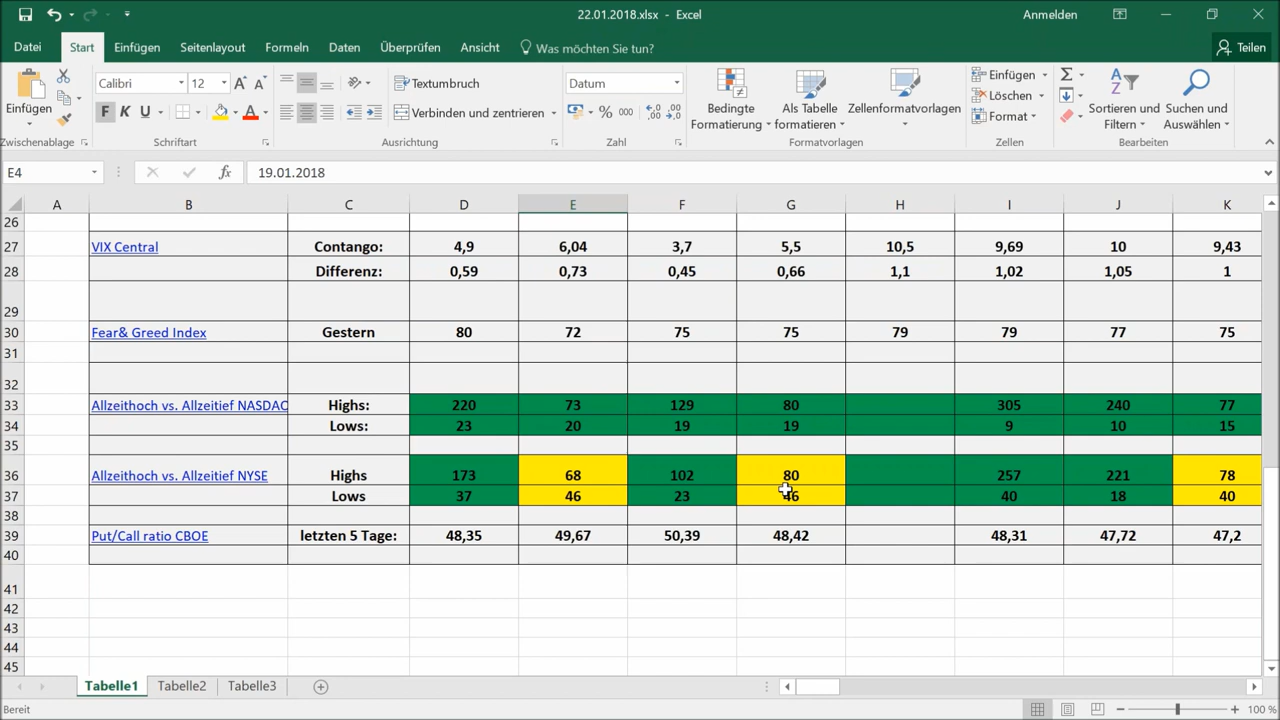 22.01.2018.xlsx - Excel
Anmelden
Datei Start Einfügen Seitenlayout Formeln Daten Überprüfen Ansicht Was möchten Sie tun? Teilen
Einfügen
Calibri 12
F K U
Textumbruch
Verbinden und zentrieren
Datum
% 000
Bedingte Formatierung
Als Tabelle formatieren
Zellenformatvorlagen
Einfügen
Löschen
Format
Sortieren und Filtern
Suchen und Auswählen
Zwischenablage Schriftart Ausrichtung Zahl Formatvorlagen Zellen Bearbeiten
E4 fx 19.01.2018
A B C D E F G H I J K
26
27 VIX Central Contango: 4,9 6,04 3,7 5,5 10,5 9,69 10 9,43
28 Differenz: 0,59 0,73 0,45 0,66 1,1 1,02 1,05 1
29
30 Fear& Greed Index Gestern 80 72 75 75 79 79 77 75
31
32
33 Allzeithoch vs. Allzeitief NASDAQ Highs: 220 73 129 80 305 240 77
34 Lows: 23 20 19 19 9 10 15
35
36 Allzeithoch vs. Allzeitief NYSE Highs 173 68 102 80 257 221 78
37 Lows 37 46 23 46 40 18 40
38
39 Put/Call ratio CBOE letzten 5 Tage: 48,35 49,67 50,39 48,42 48,31 47,72 47,2
40
41
42
43
44
45
Tabelle1 Tabelle2 Tabelle3
Bereit 100 %